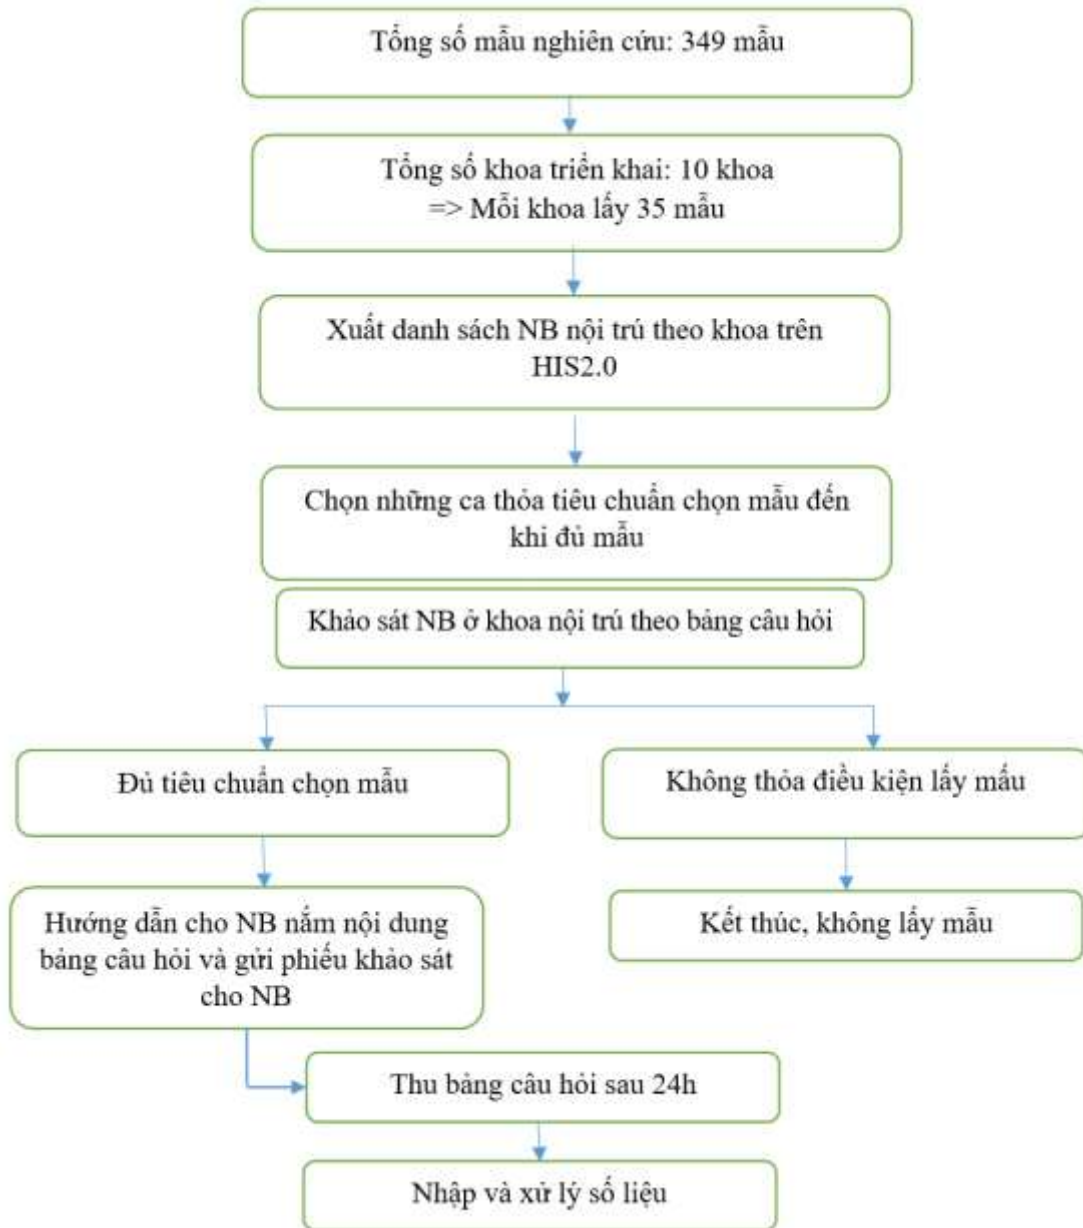 Tổng số mẫu nghiên cứu: 349 mẫu
Tổng số khoa triển khai: 10 khoa
=> Mỗi khoa lấy 35 mẫu
Xuất danh sách NB nội trú theo khoa trên
HIS2.0
Chọn những ca thỏa tiêu chuẩn chọn mẫu đến
khi đủ mẫu
Khảo sát NB ở khoa nội trú theo bảng câu hỏi
Đủ tiêu chuẩn chọn mẫu
Không thỏa điều kiện lấy mấu
Hướng dẫn cho NB nắm nội dung
bảng câu hỏi và gửi phiếu khảo sát
cho NB
Kết thúc, không lấy mẫu
Thu bảng câu hỏi sau 24h
Nhập và xử lý số liệu